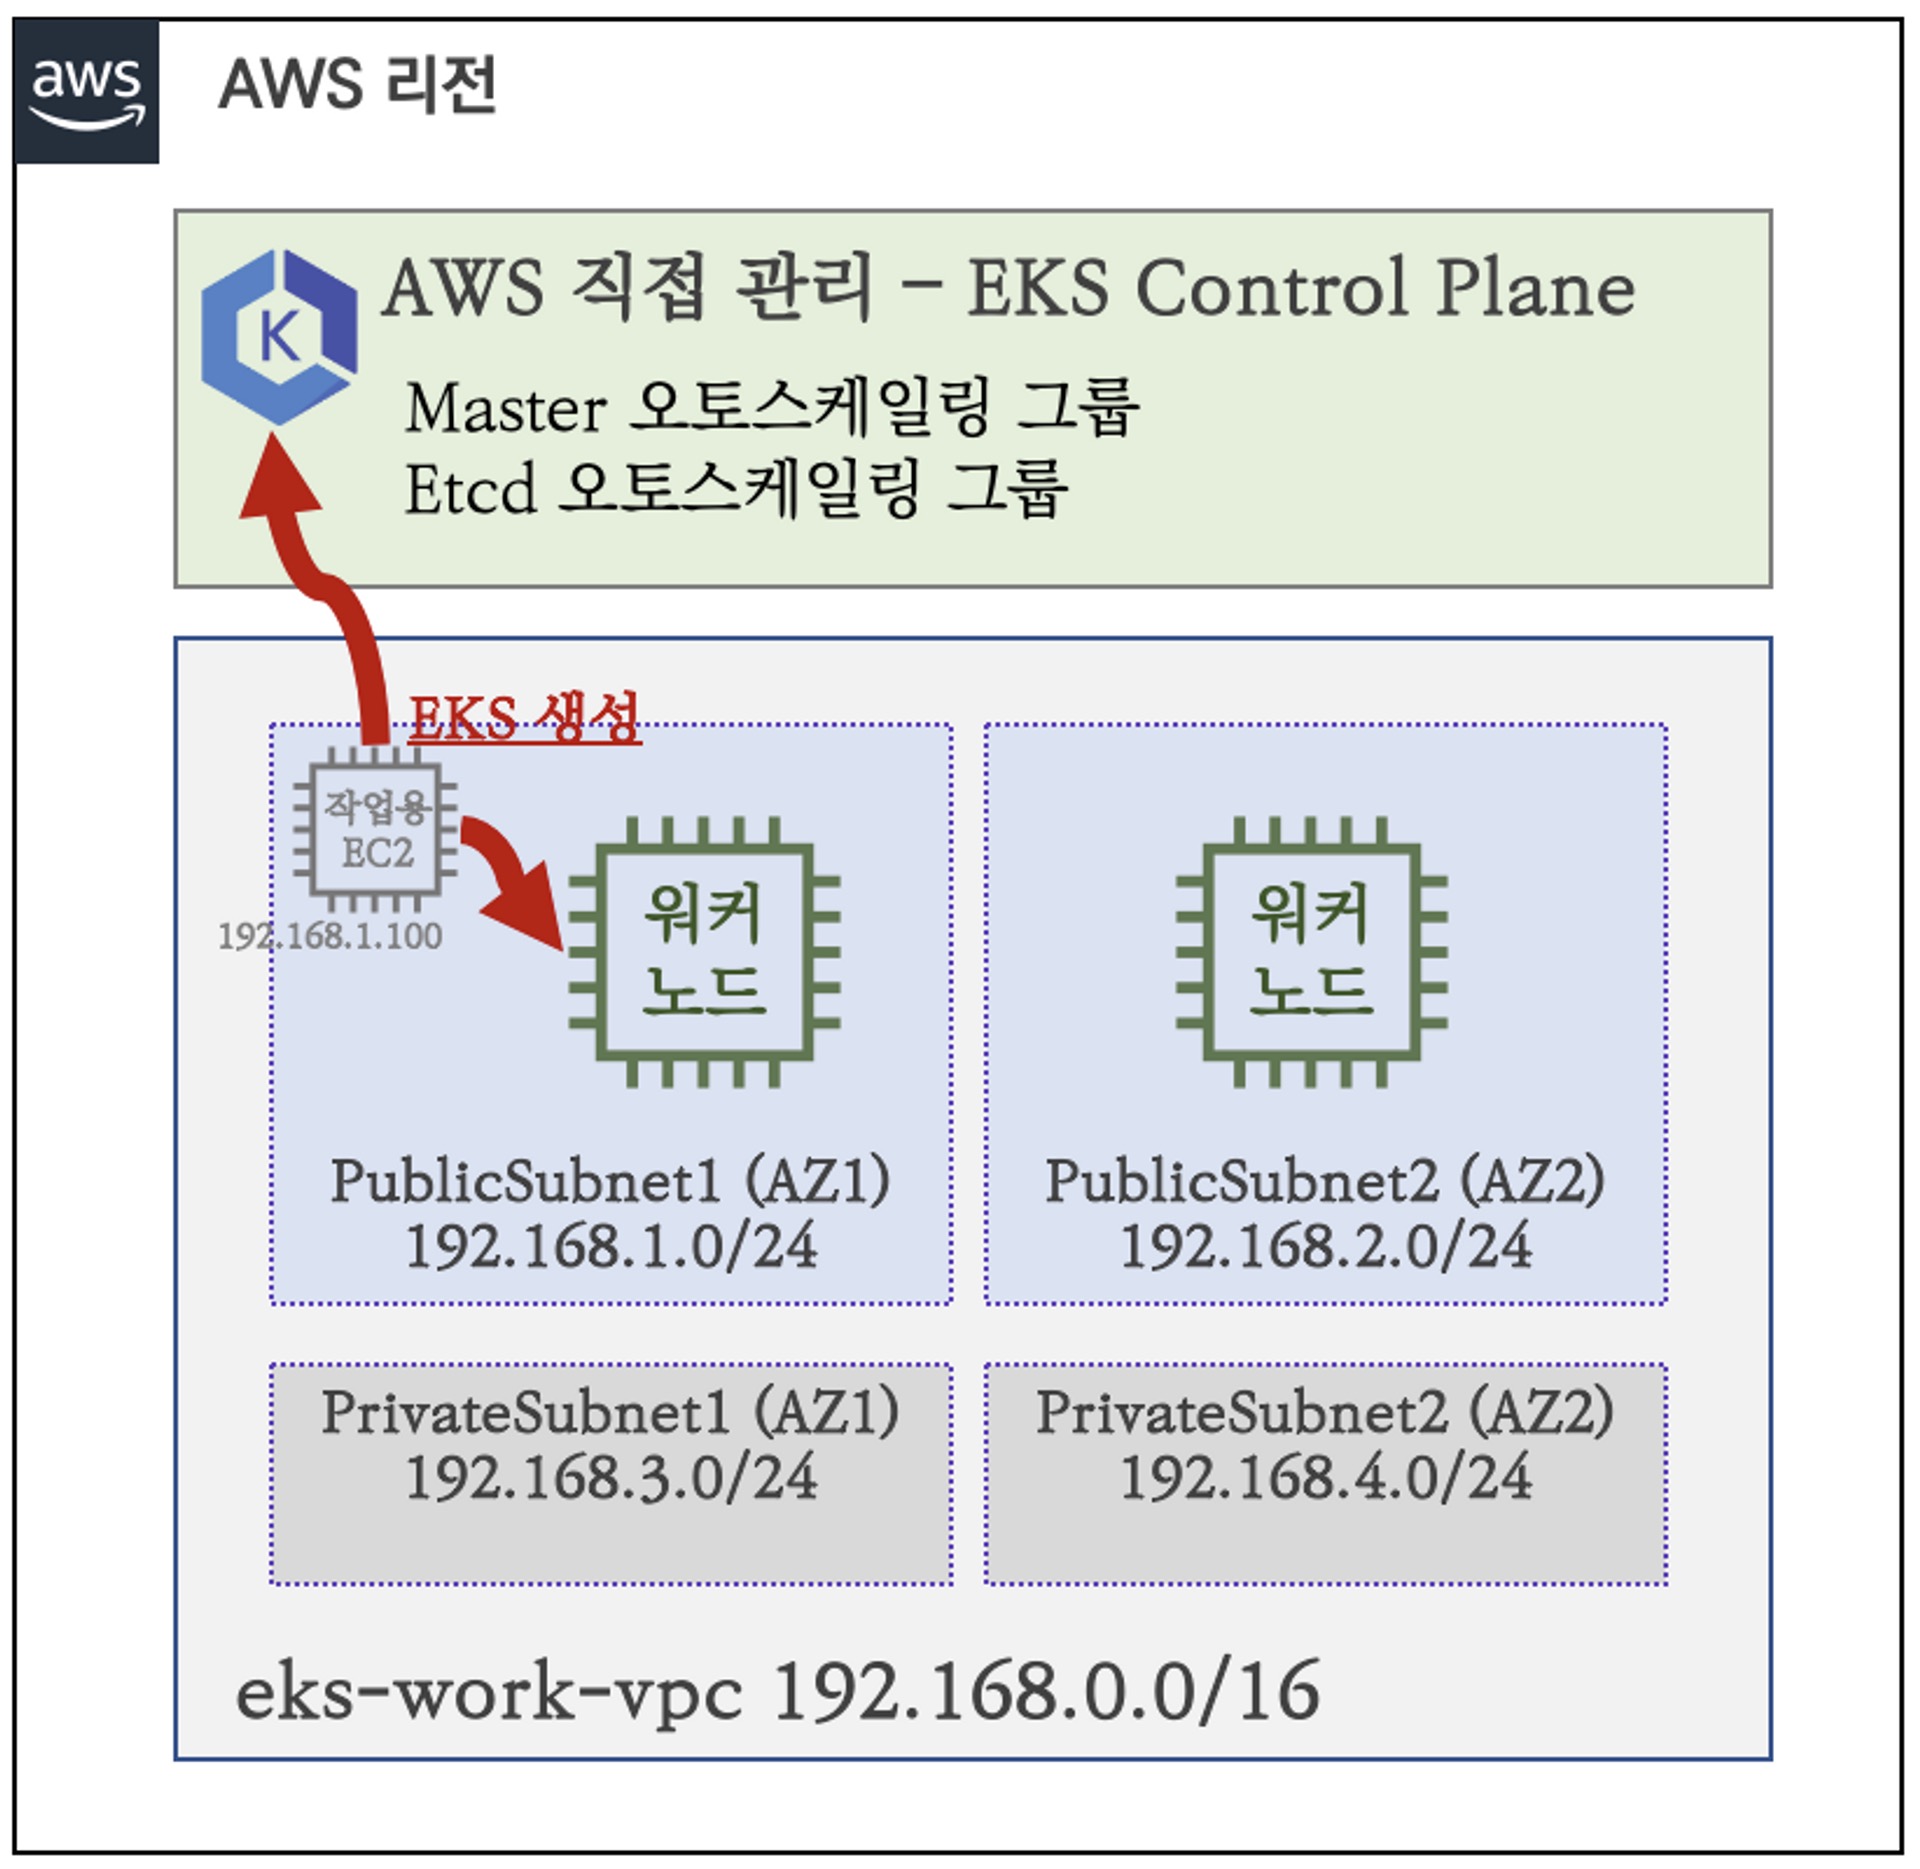 aws
AWS 리전
AWS 직접 관리 - EKS Control Plane
K
Master 오토스케일링 그룹
Etcd 오토스케일링 그룹
EKS 생성
작업용
EC2
192.168.1.100
워커
노드
PublicSubnet1 (AZ1)
192.168.1.0/24
워커
노드
PublicSubnet2 (AZ2)
192.168.2.0/24
PrivateSubnet1 (AZ1)
192.168.3.0/24
PrivateSubnet2 (AZ2)
192.168.4.0/24
eks-work-vpc 192.168.0.0/16